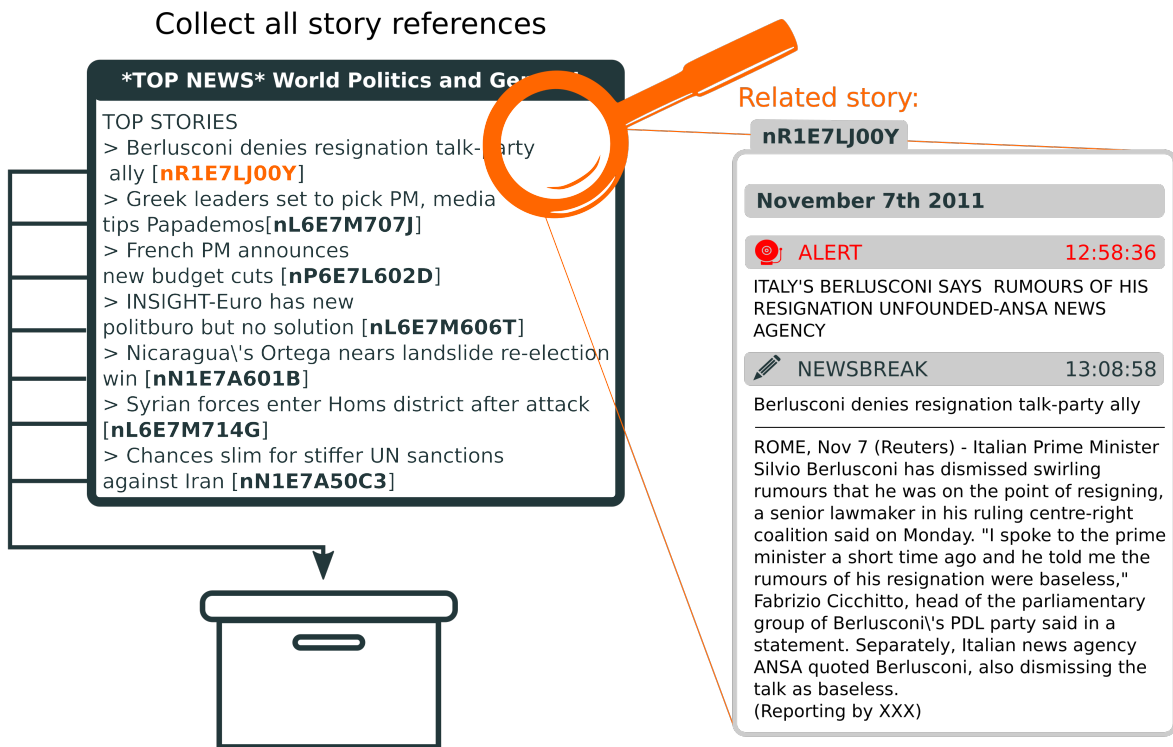 Collect all story references
*TOP NEWS* World Politics and
TOP STORIES
> Berlusconi denies resignation talk-party
ally [nR1E7LJ00Y]
> Greek leaders set to pick PM, media
tips Papademos[nL6E7M707J]
> French PM announces
new budget cuts [nP6E7L602D]
> INSIGHT-Euro has new
politburo but no solution [nL6E7M606T]
> Nicaragua\'s Ortega nears landslide re-election
win [nN1E7A601B]
> Syrian forces enter Homs district after attack
[nL6E7M714G]
> Chances slim for stiffer UN sanctions
against Iran [nN1E7A50C3]
Related story:
nR1E7LJ00Y
November 7th 2011
ALERT 12:58:36
ITALY'S BERLUSCONI SAYS  RUMOURS OF HIS
RESIGNATION UNFOUNDED-ANSA NEWS
AGENCY
NEWSBREAK 13:08:58
Berlusconi denies resignation talk-party ally
ROME, Nov 7 (Reuters) - Italian Prime Minister
Silvio Berlusconi has dismissed swirling
rumours that he was on the point of resigning,
a senior lawmaker in his ruling centre-right
coalition said on Monday. "I spoke to the prime
minister a short time ago and he told me the
rumours of his resignation were baseless,"
Fabrizio Cicchitto, head of the parliamentary
group of Berlusconi\'s PDL party said in a
statement. Separately, Italian news agency
ANSA quoted Berlusconi, also dismissing the
talk as baseless.
(Reporting by XXX)